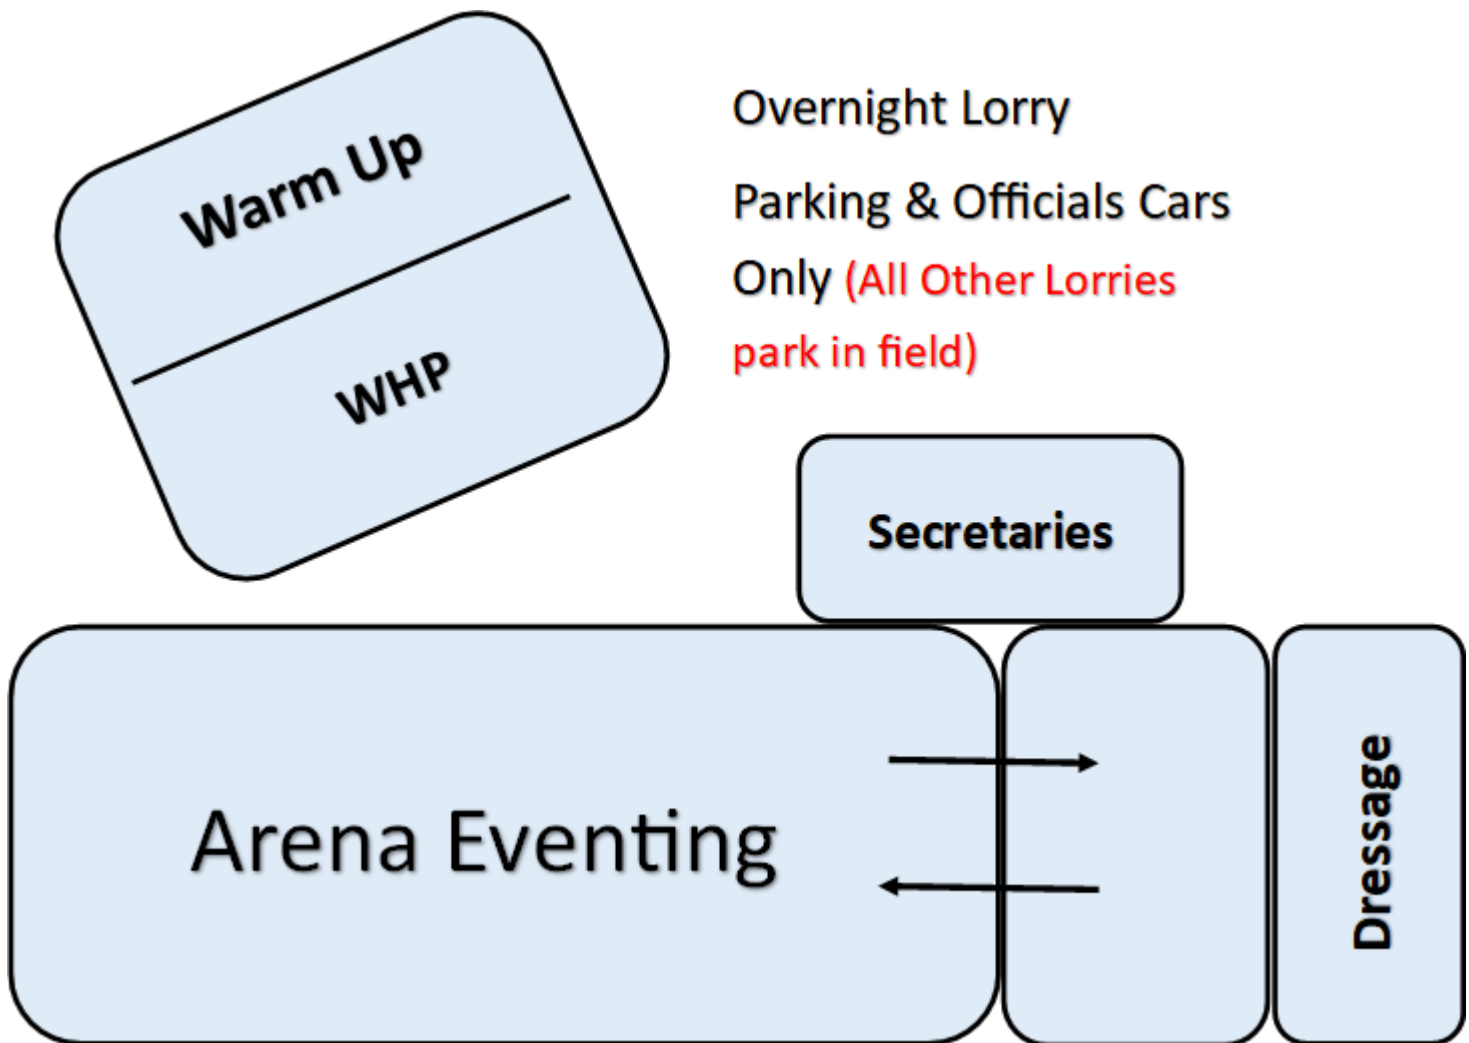 Warm Up
WHP
Overnight Lorry
Parking & Officials Cars
Only (All Other Lorries
park in field)
Secretaries
Arena Eventing
Dressage